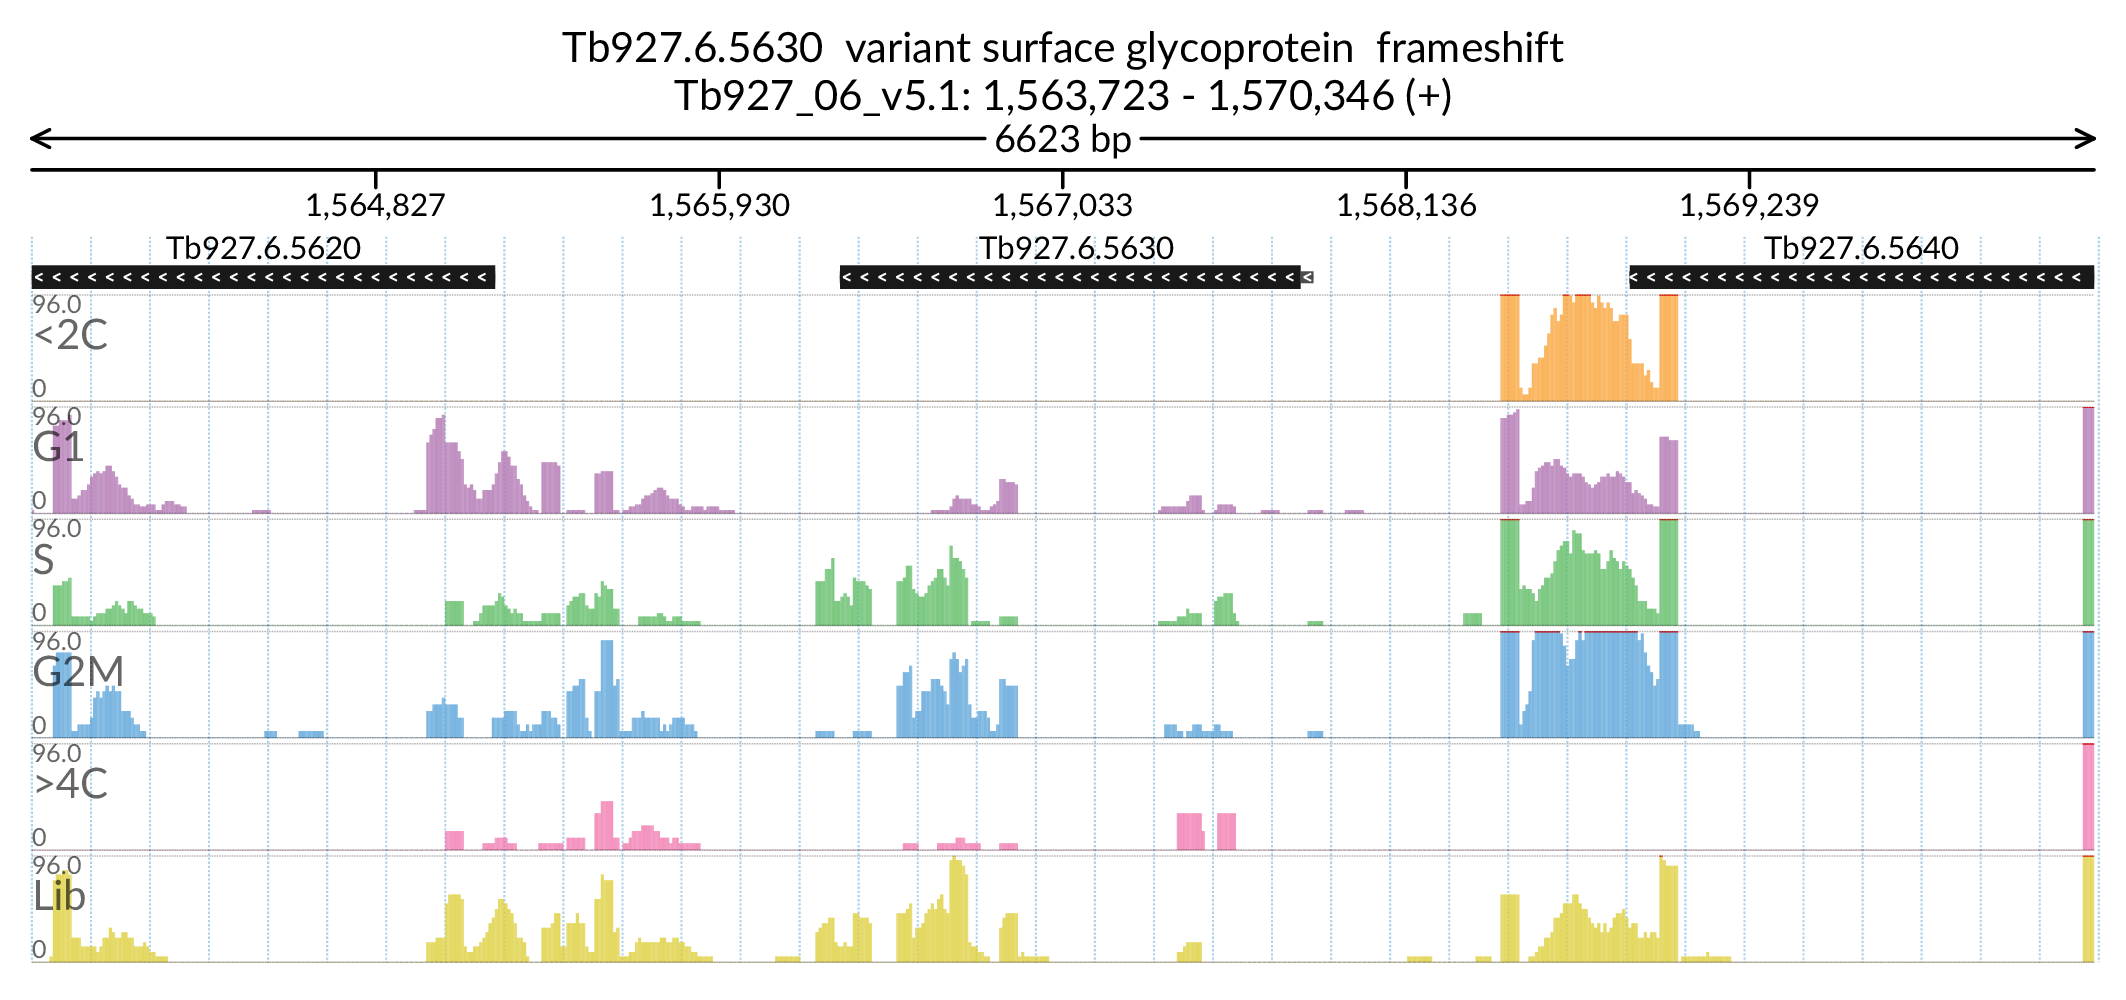 Tb927.6.5630 variant surface glycoprotein frameshift
Tb927_06_v5.1: 1,563,723 - 1,570,346 (+)
6623 bp
1,564,827 1,565,930 1,567,033 1,568,136 1,569,239
Tb927.6.5620 Tb927.6.5630 Tb927.6.5640
96.0
<2C
0
96.0
G1
0
96.0
S
0
96.0
G2M
0
96.0
>4C
0
96.0
Lib
0